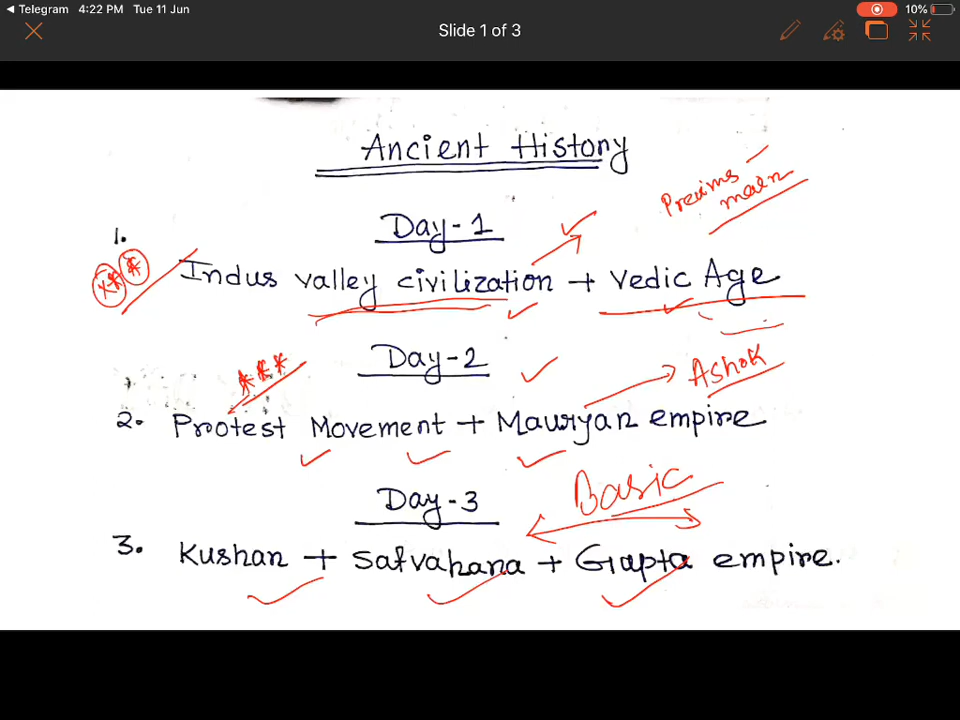 Telegram 4:22 PM Tue 11 Jun 10%
Slide 1 of 3
Ancient History
Day-1
1. Indus valley civilization + Vedic Age
Day-2
Ashok
2. Protest Movement + Mauryan empire
Day-3
Basic
3. Kushan + Satvahana + Gupta empire.